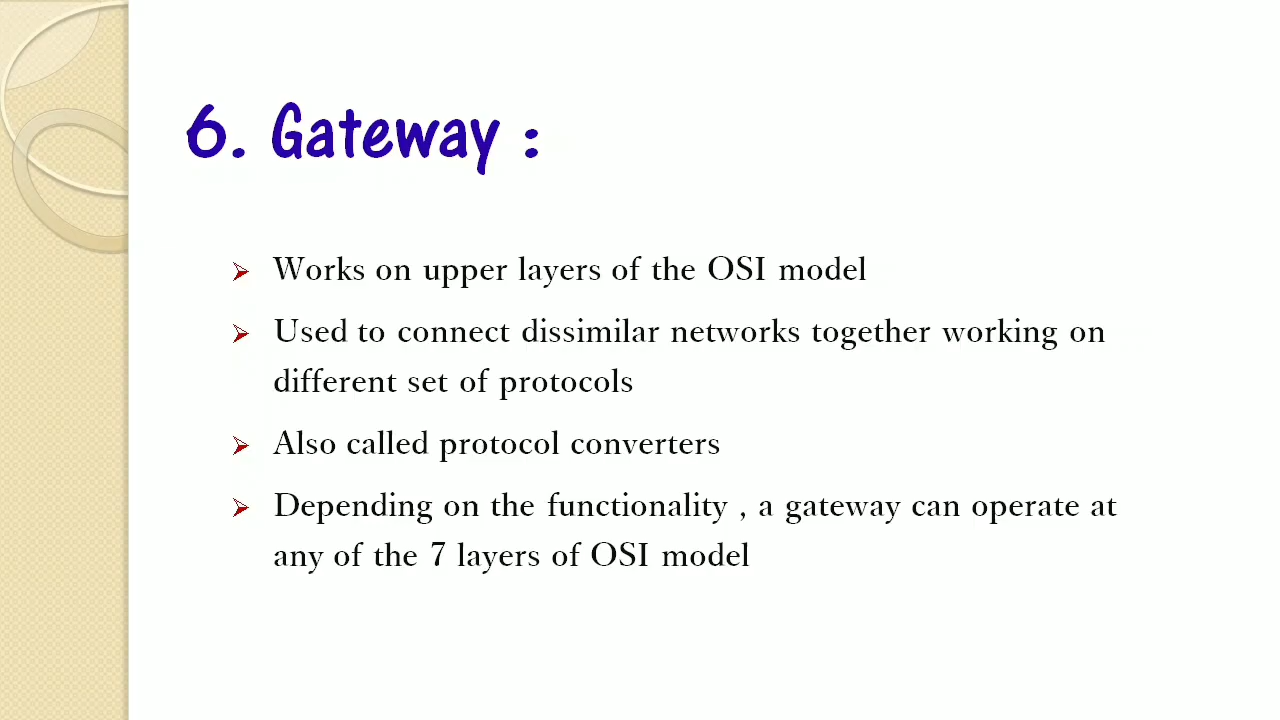 6. Gateway :
Works on upper layers of the OSI model
Used to connect dissimilar networks together working on
different set of protocols
Also called protocol converters
Depending on the functionality , a gateway can operate at
any of the 7 layers of OSI model